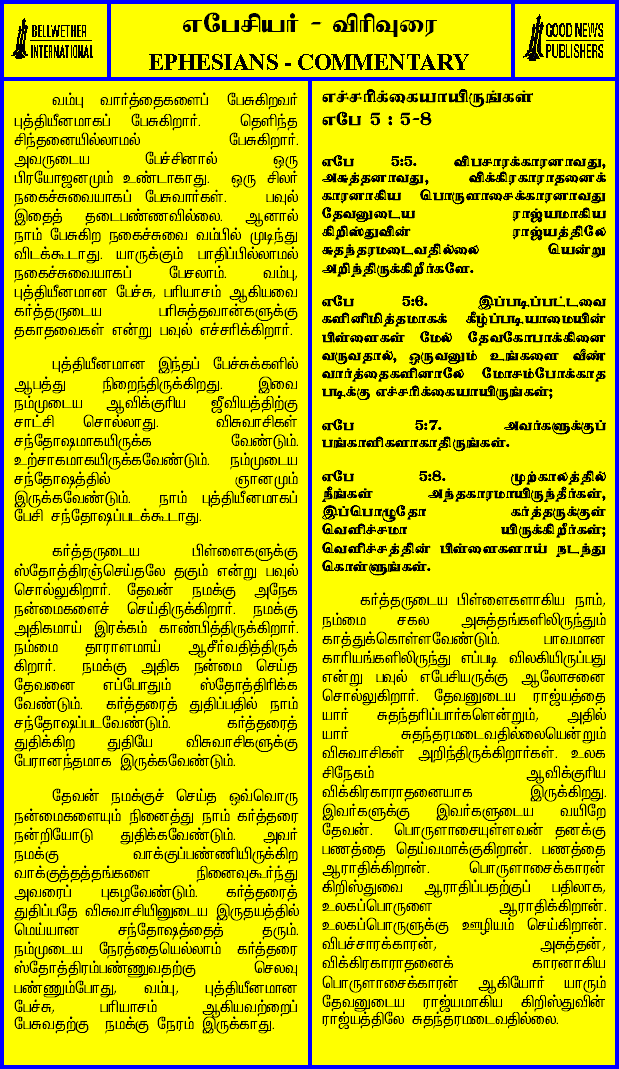 BELLWETHER
INTERNATIONAL
எபேசியர் - விரிவுரை
EPHESIANS - COMMENTARY
GOOD NEWS
PUBLISHERS
வம்பு வார்த்தைகளைப் பேசுகிறவர்
புத்தியீனமாகப் பேசுகிறார். தெளிந்த
சிந்தனையில்லாமல் பேசுகிறார்.
அவருடைய பேச்சினால் ஒரு
பிரயோஜனமும் உண்டாகாது. ஒரு சிலர்
நகைச்சுவையாகப் பேசுவார்கள். பவுல்
இதைத் தடைபண்ணவில்லை. ஆனால்
நாம் பேசுகிற நகைச்சுவை வம்பில் முடிந்து
விடக்கூடாது. யாருக்கும் பாதிப்பில்லாமல்
நகைச்சுவையாகப் பேசலாம். வம்பு,
புத்தியீனமான பேச்சு, பரியாசம் ஆகியவை
கர்த்தருடைய பரிசுத்தவான்களுக்கு
தகாதவைகள் என்று பவுல் எச்சரிக்கிறார்.
புத்தியீனமான இந்தப் பேச்சுக்களில்
ஆபத்து நிறைந்திருக்கிறது. இவை
நம்முடைய ஆவிக்குரிய ஜீவியத்திற்கு
சாட்சி சொல்லாது. விசுவாசிகள்
சந்தோஷமாகயிருக்க வேண்டும்.
உற்சாகமாகயிருக்கவேண்டும். நம்முடைய
சந்தோஷத்தில் ஞானமும்
இருக்கவேண்டும். நாம் புத்தியீனமாகப்
பேசி சந்தோஷப்படக்கூடாது.
கர்த்தருடைய பிள்ளைகளுக்கு
ஸ்தோத்திரஞ்செய்தலே தகும் என்று பவுல்
சொல்லுகிறார். தேவன் நமக்கு அநேக
நன்மைகளைச் செய்திருக்கிறார். நமக்கு
அதிகமாய் இரக்கம் காண்பித்திருக்கிறார்.
நம்மை தாராளமாய் ஆசீர்வதித்திருக்
கிறார். நமக்கு அதிக நன்மை செய்த
தேவனை எப்போதும் ஸ்தோத்திரிக்க
வேண்டும். கர்த்தரைத் துதிப்பதில் நாம்
சந்தோஷப்படவேண்டும். கர்த்தரைத்
துதிக்கிற துதியே விசுவாசிகளுக்கு
பேரானந்தமாக இருக்கவேண்டும்.
தேவன் நமக்குச் செய்த ஒவ்வொரு
நன்மைகளையும் நினைத்து நாம் கர்த்தரை
நன்றியோடு துதிக்கவேண்டும். அவர்
நமக்கு வாக்குப்பண்ணியிருக்கிற
வாக்குத்தத்தங்களை நினைவுகூர்ந்து
அவரைப் புகழவேண்டும். கர்த்தரைத்
துதிப்பதே விசுவாசியினுடைய இருதயத்தில்
மெய்யான சந்தோஷத்தைத் தரும்.
நம்முடைய நேரத்தையெல்லாம் கர்த்தரை
ஸ்தோத்திரம்பண்ணுவதற்கு செலவு
பண்ணும்போது, வம்பு, புத்தியீனமான
பேச்சு, பரியாசம் ஆகியவற்றைப்
பேசுவதற்கு நமக்கு நேரம் இருக்காது.
எச்சரிக்கையாயிருங்கள்
எபே 5 : 5-8
எபே 5:5. விபசாரக்காரனாவது,
அசுத்தனாவது, விக்கிரகாராதனைக்
காரனாகிய பொருளாசைக்காரனாவது
தேவனுடைய ராஜ்யமாகிய
கிறிஸ்துவின் ராஜ்யத்திலே
சுதந்தரமடைவதில்லை யென்று
அறிந்திருக்கிறீர்களே.
எபே 5:6. இப்படிப்பட்டவை
களினிமித்தமாகக் கீழ்ப்படியாமையின்
பிள்ளைகள் மேல் தேவகோபாக்கினை
வருவதால், ஒருவனும் உங்களை வீண்
வார்த்தைகளினாலே மோசம்போக்காத
படிக்கு எச்சரிக்கையாயிருங்கள்;
எபே 5:7. அவர்களுக்குப்
பங்காளிகளாகாதிருங்கள்.
எபே 5:8. முற்காலத்தில்
நீங்கள் அந்தகாரமாயிருந்தீர்கள்,
இப்பொழுதோ கர்த்தருக்குள்
வெளிச்சமா யிருக்கிறீர்கள்;
வெளிச்சத்தின் பிள்ளைகளாய் நடந்து
கொள்ளுங்கள்.
கர்த்தருடைய பிள்ளைகளாகிய நாம்,
நம்மை சகல அசுத்தங்களிலிருந்தும்
காத்துக்கொள்ளவேண்டும். பாவமான
காரியங்களிலிருந்து எப்படி விலகியிருப்பது
என்று பவுல் எபேசியருக்கு ஆலோசனை
சொல்லுகிறார். தேவனுடைய ராஜ்யத்தை
யார் சுதந்தரிப்பார்களென்றும், அதில்
யார் சுதந்தரமடைவதில்லையென்றும்
விசுவாசிகள் அறிந்திருக்கிறார்கள். உலக
சிநேகம் ஆவிக்குரிய
விக்கிரகாராதனையாக இருக்கிறது.
இவர்களுக்கு இவர்களுடைய வயிறே
தேவன். பொருளாசையுள்ளவன் தனக்கு
பணத்தை தெய்வமாக்குகிறான். பணத்தை
ஆராதிக்கிறான். பொருளாசைக்காரன்
கிறிஸ்துவை ஆராதிப்பதற்குப் பதிலாக,
உலகப்பொருளை ஆராதிக்கிறான்.
உலகப்பொருளுக்கு ஊழியம் செய்கிறான்.
விபச்சாரக்காரன், அசுத்தன்,
விக்கிரகாராதனைக் காரனாகிய
பொருளாசைக்காரன் ஆகியோர் யாரும்
தேவனுடைய ராஜ்யமாகிய கிறிஸ்துவின்
ராஜ்யத்திலே சுதந்தரமடைவதில்லை.